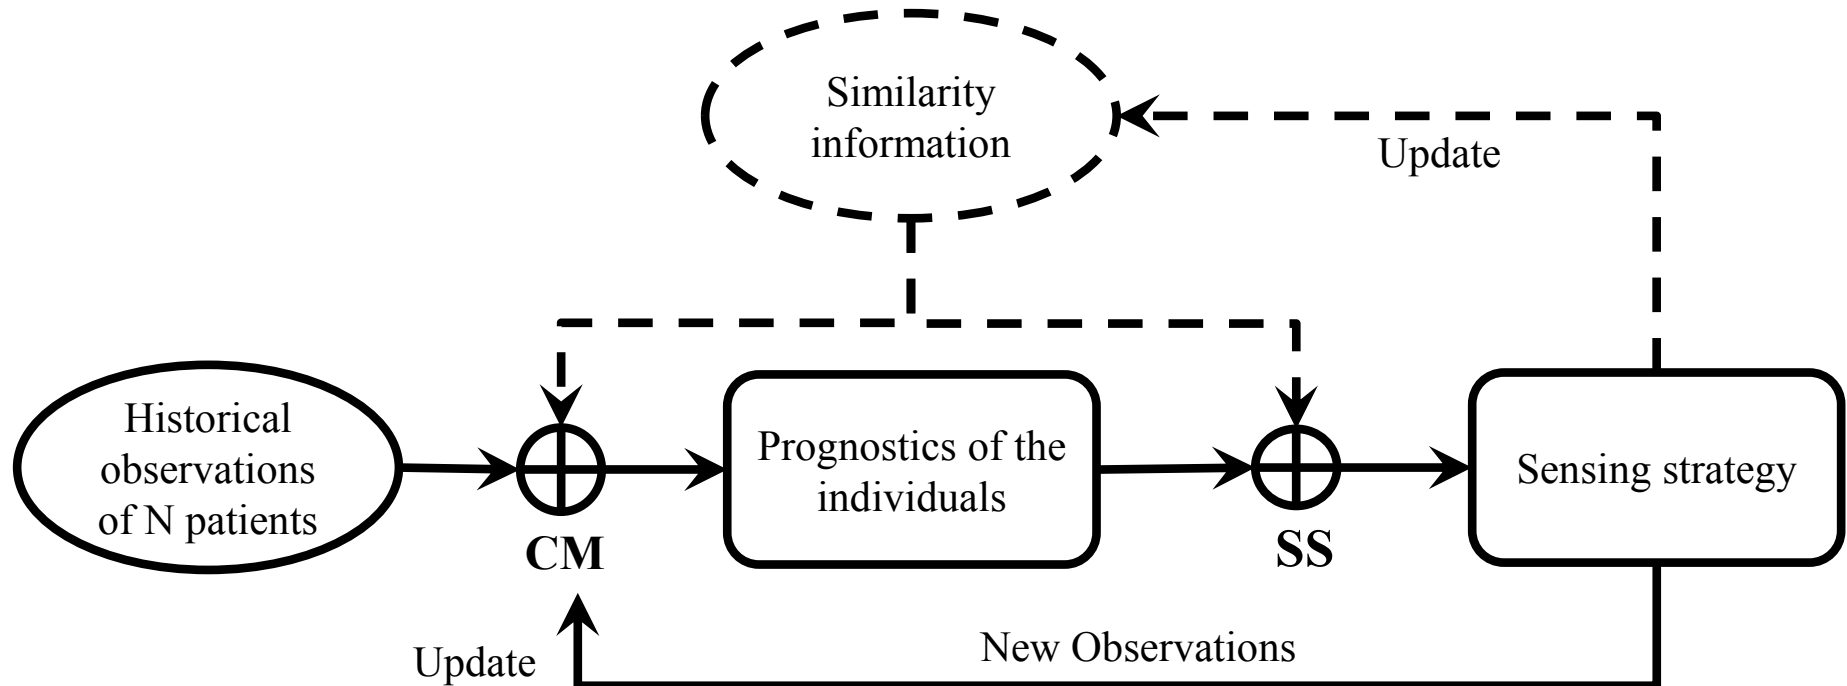 Similarity
information
Update
Historical
observations
of N patients
CM
Prognostics of the
individuals
SS
Sensing strategy
New Observations
Update